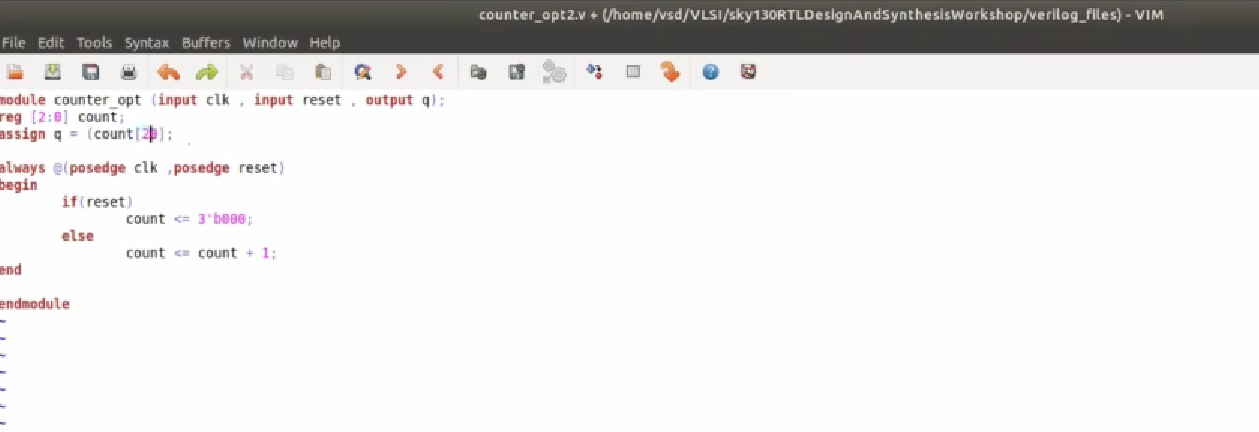 counter_opt2.v + (/home/vsd/VLSI/sky130RTLDesignAndSynthesisWorkshop/verilog_files) - VIM
File Edit Tools Syntax Buffers Window Help
module counter_opt (input clk , input reset , output q);
reg [2:0] count;
assign q = (count[20];
always @(posedge clk ,posedge reset)
begin
if(reset)
count <= 3'b000;
else
count <= count + 1;
end
endmodule
~
~
~
~
~
~
~